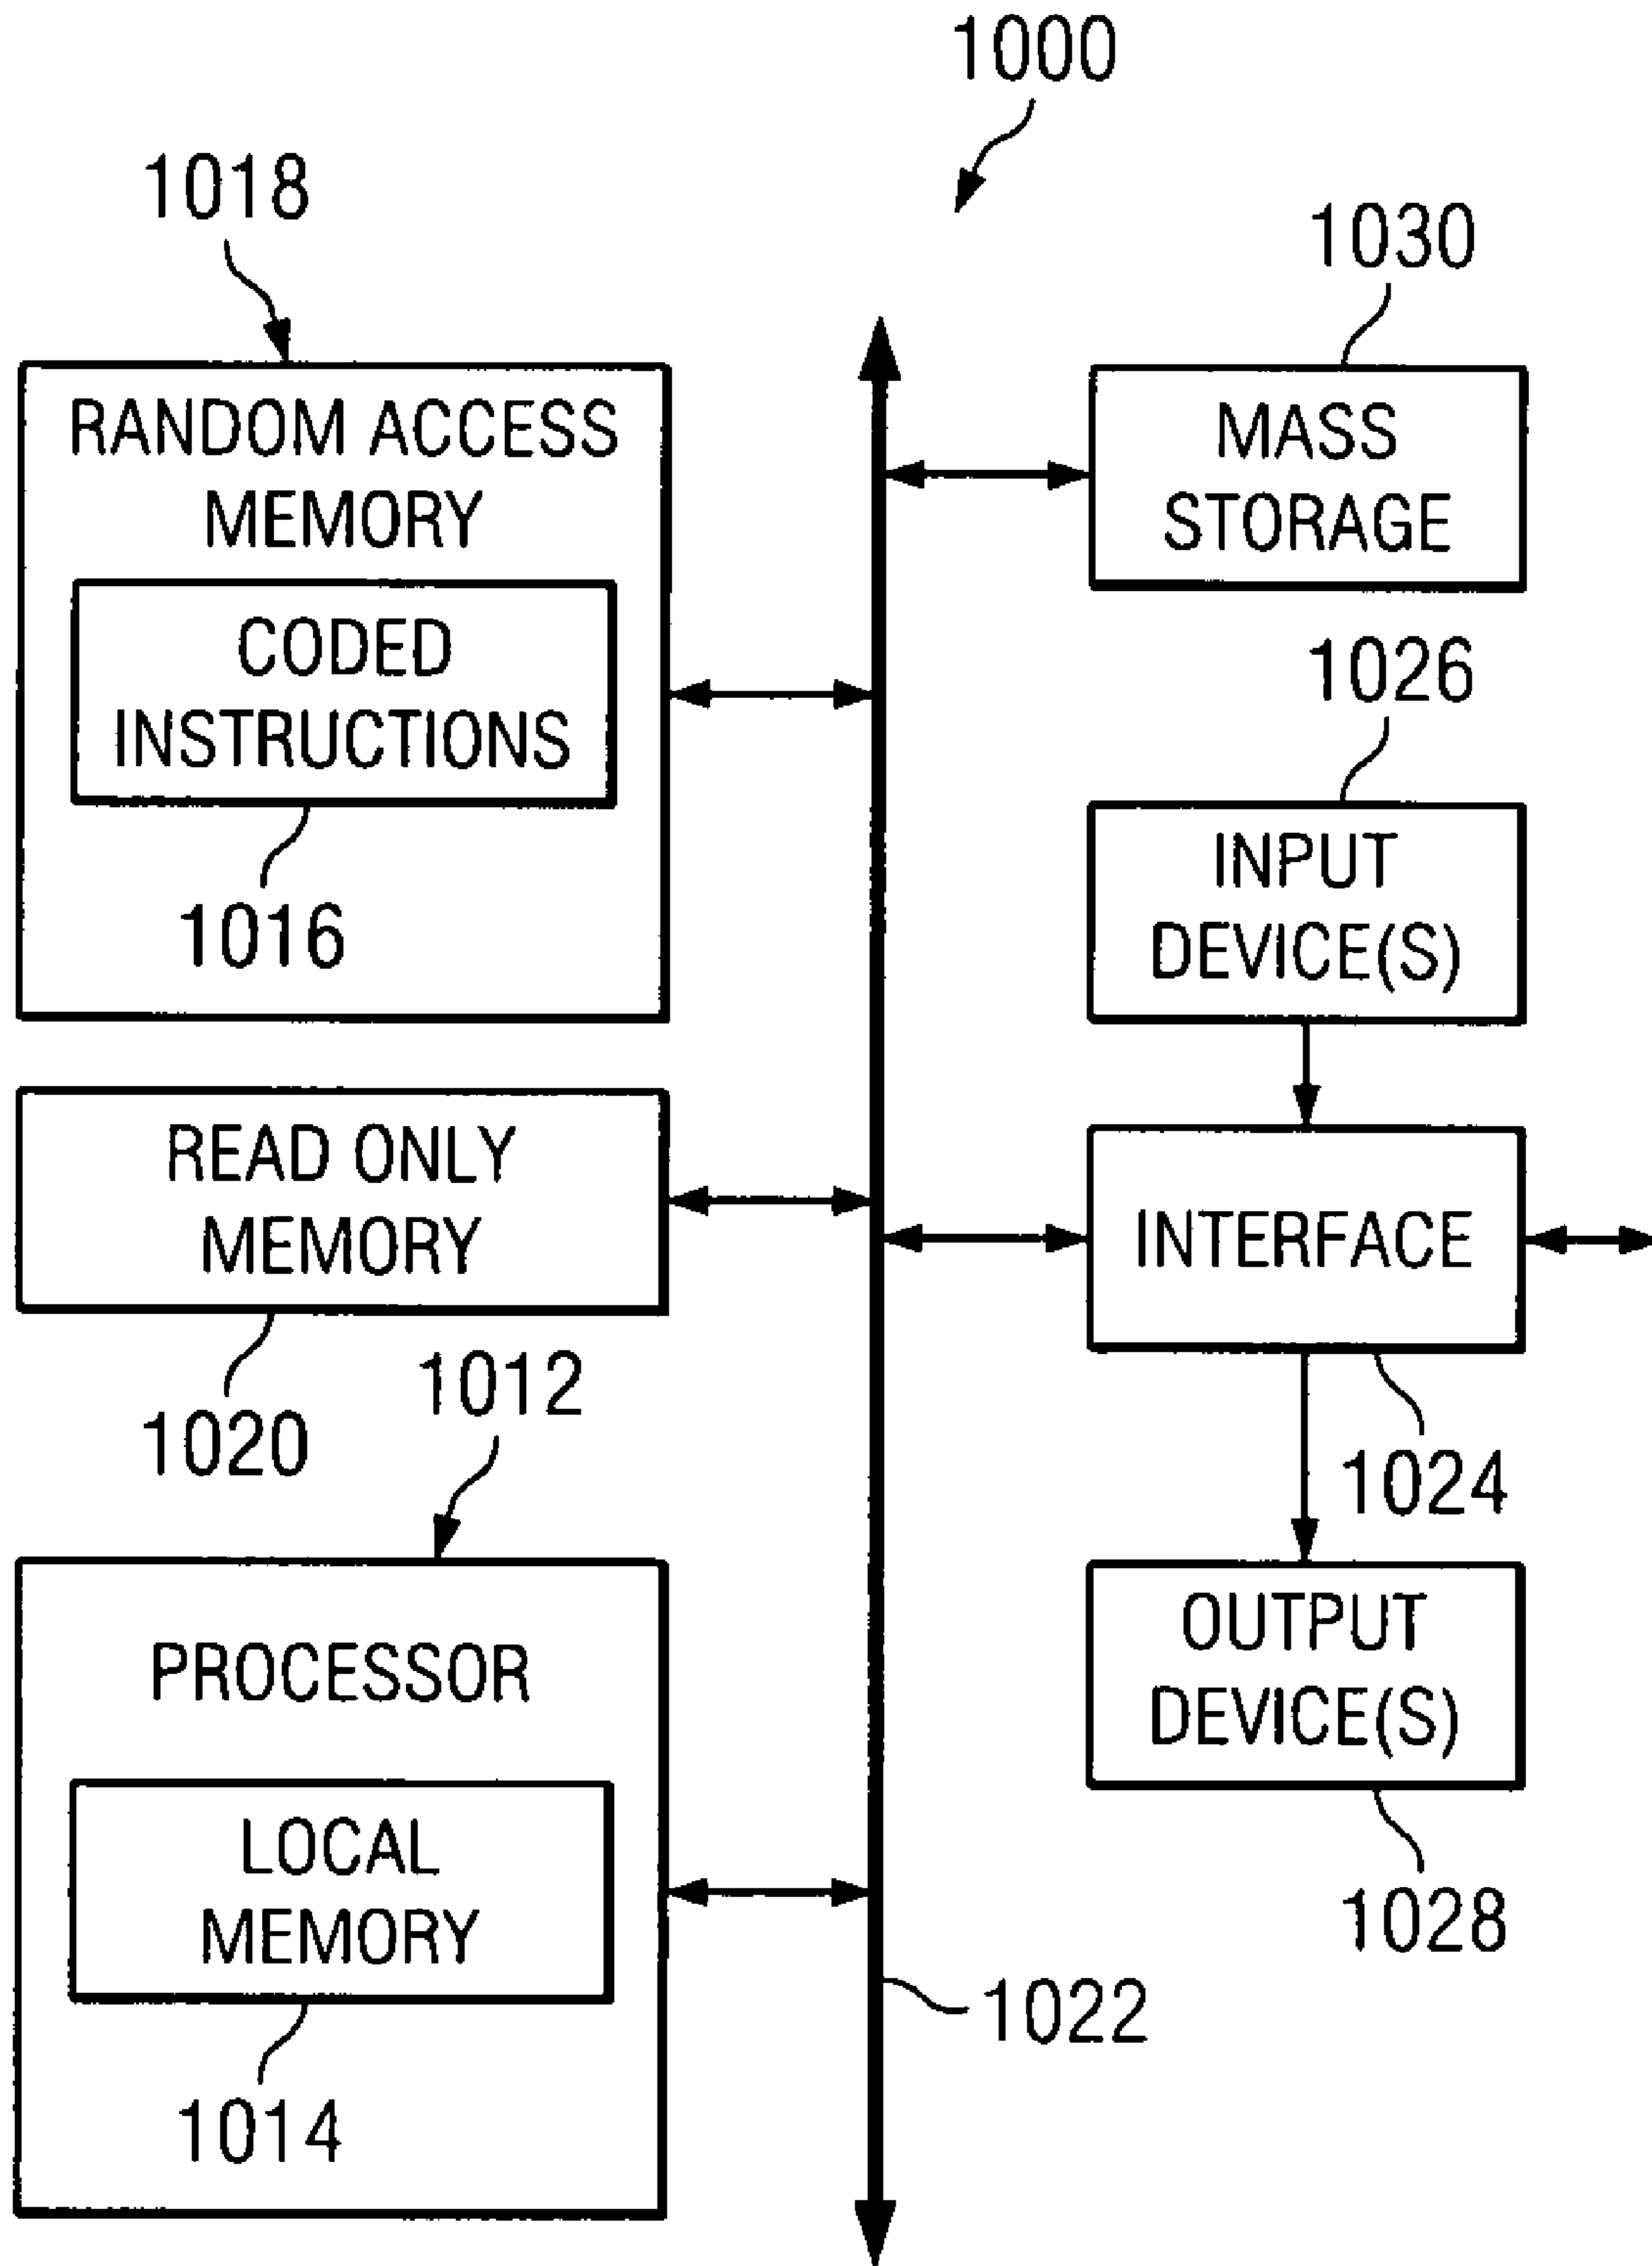 1000
1018
RANDOM ACCESS
MEMORY
CODED
INSTRUCTIONS
1016
READ ONLY
MEMORY
1020
1012
PROCESSOR
LOCAL
MEMORY
1014
1022
1030
MASS
STORAGE
1026
INPUT
DEVICE(S)
INTERFACE
1024
OUTPUT
DEVICE(S)
1028